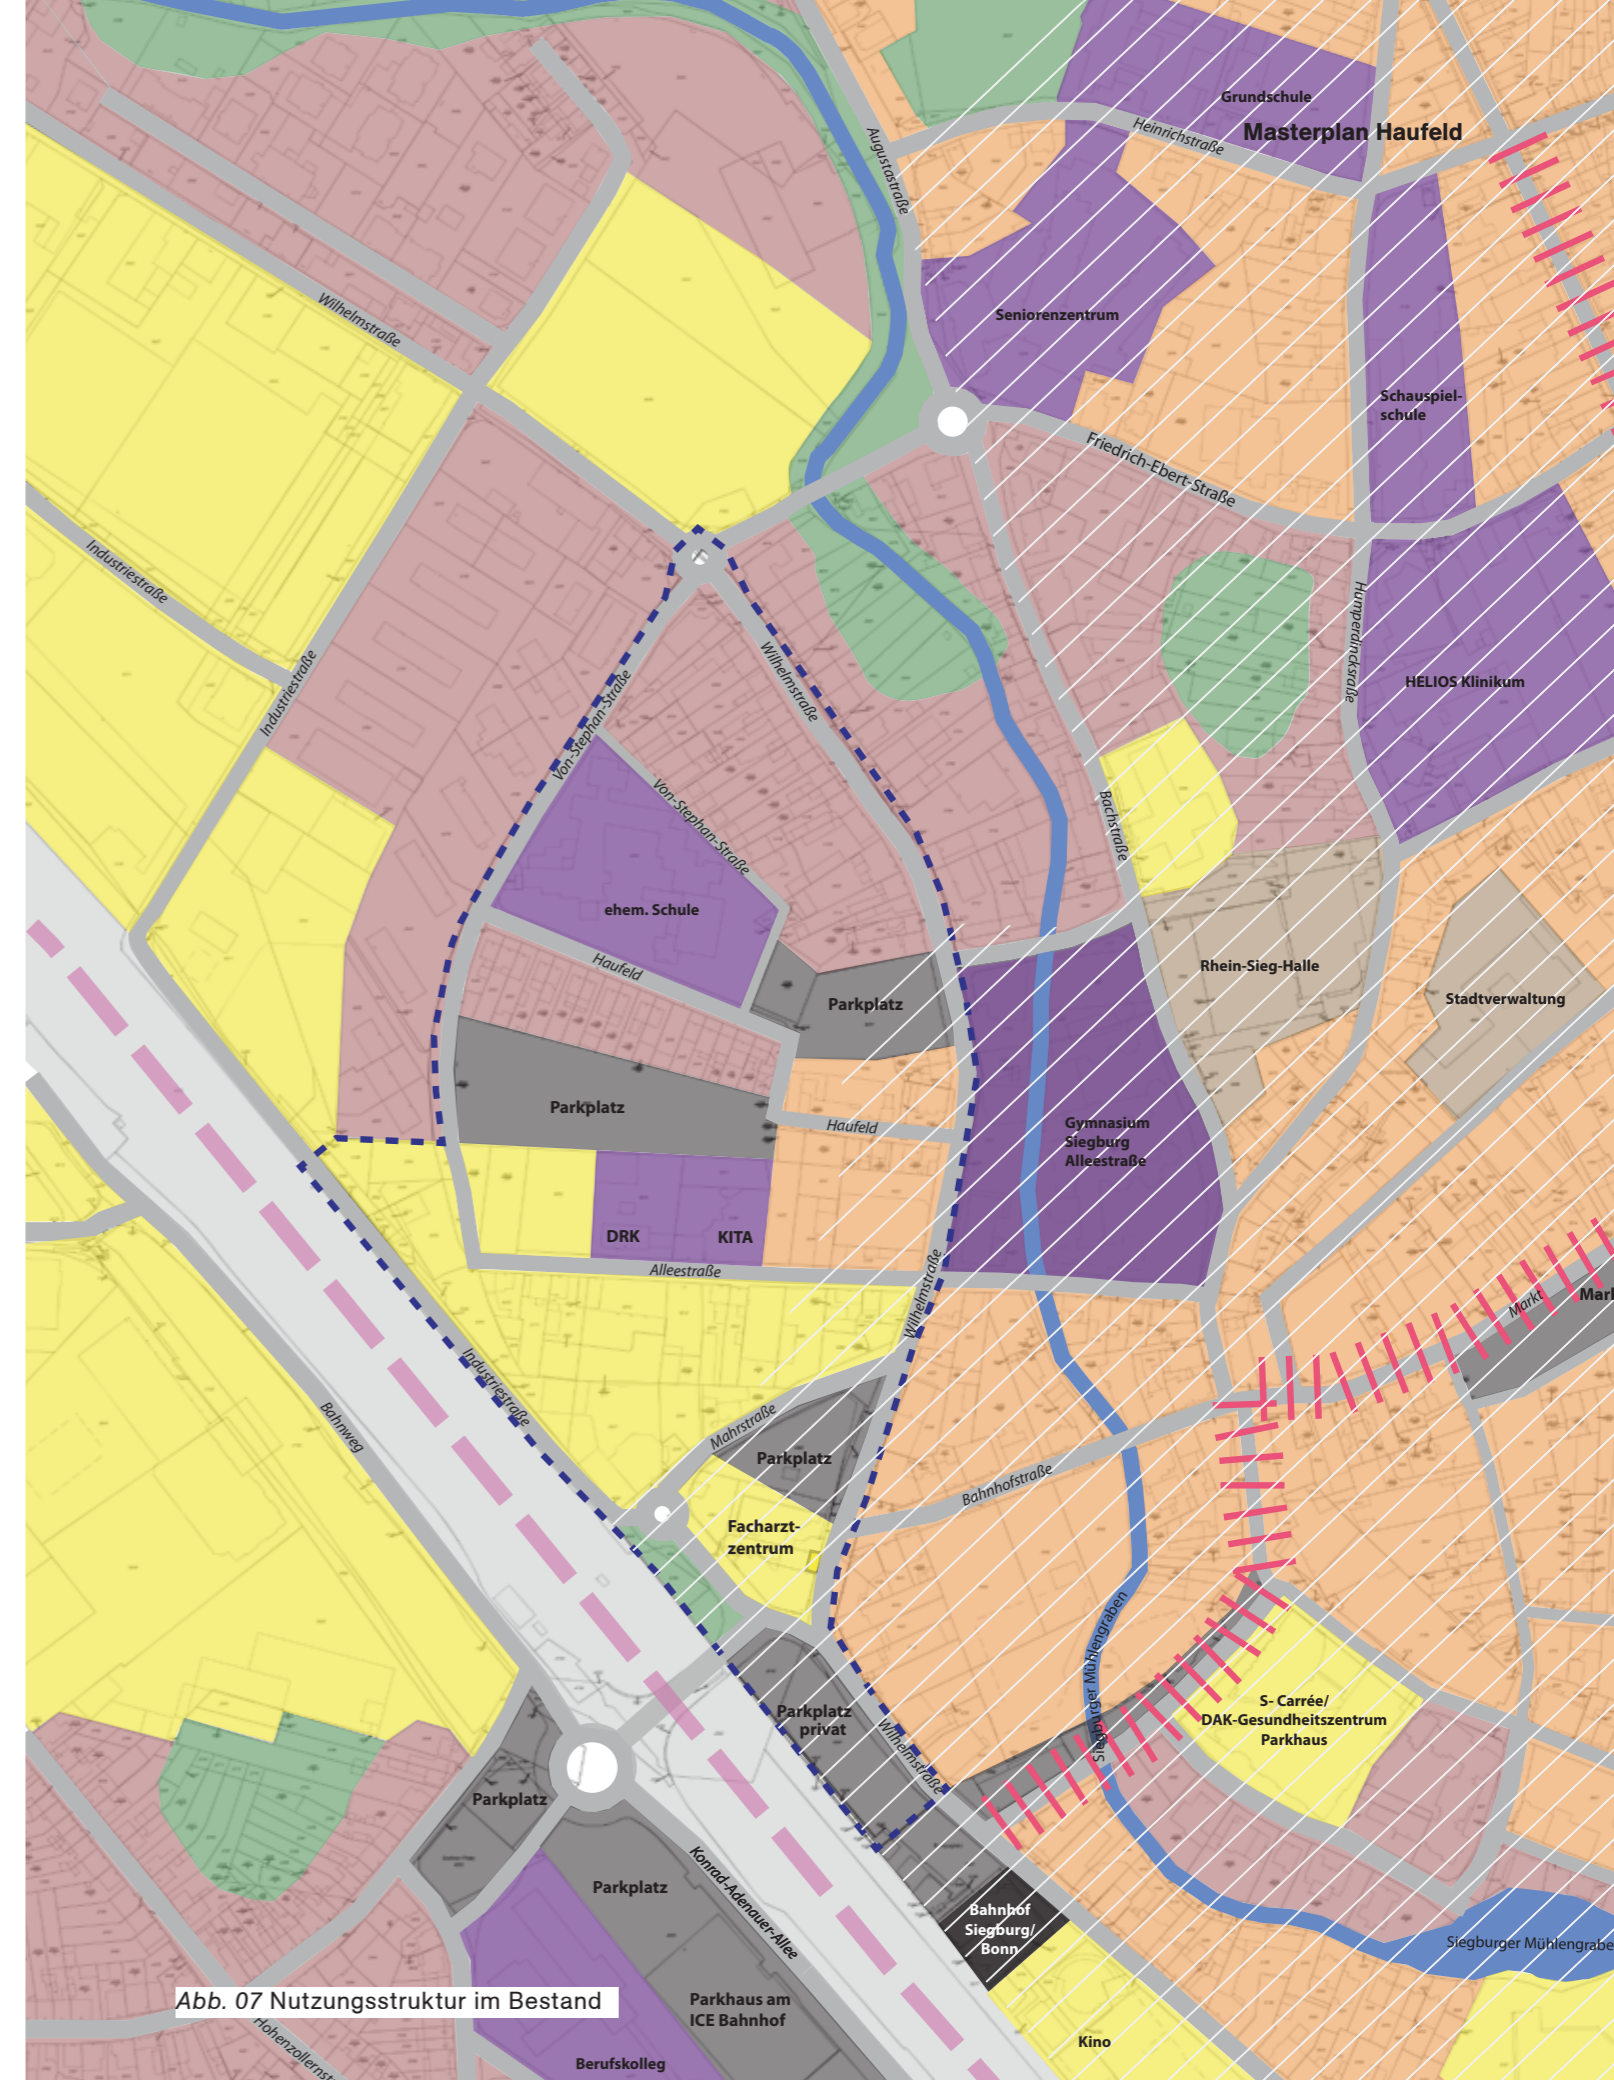 Grundschule
Masterplan Haufeld
Heinrichstraße
Augustastraße
Seniorenzentrum
Wilhelmstraße
Schauspiel-
schule
Friedrich-Ebert-Straße
Industriestraße
Humperdincksraße
Industriestraße
Wilhelmstraße
Von-Stephan-Straße
HELIOS Klinikum
Von-Stephan-Straße
Bachstraße
ehem. Schule
Haufeld
Rhein-Sieg-Halle
Parkplatz
Stadtverwaltung
Parkplatz
Haufeld
Gymnasium
Siegburg
Alleestraße
DRK
KITA
Alleestraße
Wilhelmstraße
Markt
Mark
Industriestraße
Bahnweg
Mahrstraße
Parkplatz
Bahnhofstraße
Facharzt-
zentrum
Siegburger Mühlengraben
Parkplatz
privat
Wilhelmstraße
S- Carrée/
DAK-Gesundheitszentrum
Parkhaus
Parkplatz
Parkplatz
Konrad-Adenauer-Allee
Bahnhof
Siegburg/
Bonn
Siegburger Mühlengrabe
Abb. 07 Nutzungsstruktur im Bestand
Parkhaus am
ICE Bahnhof
Hohenzollernst
Kino
Berufskolleg